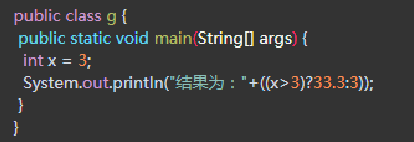 public class g {
public static void main(String[] args) {
int x = 3;
System.out.println("结果为："+((x>3)?33.3:3));
}
}